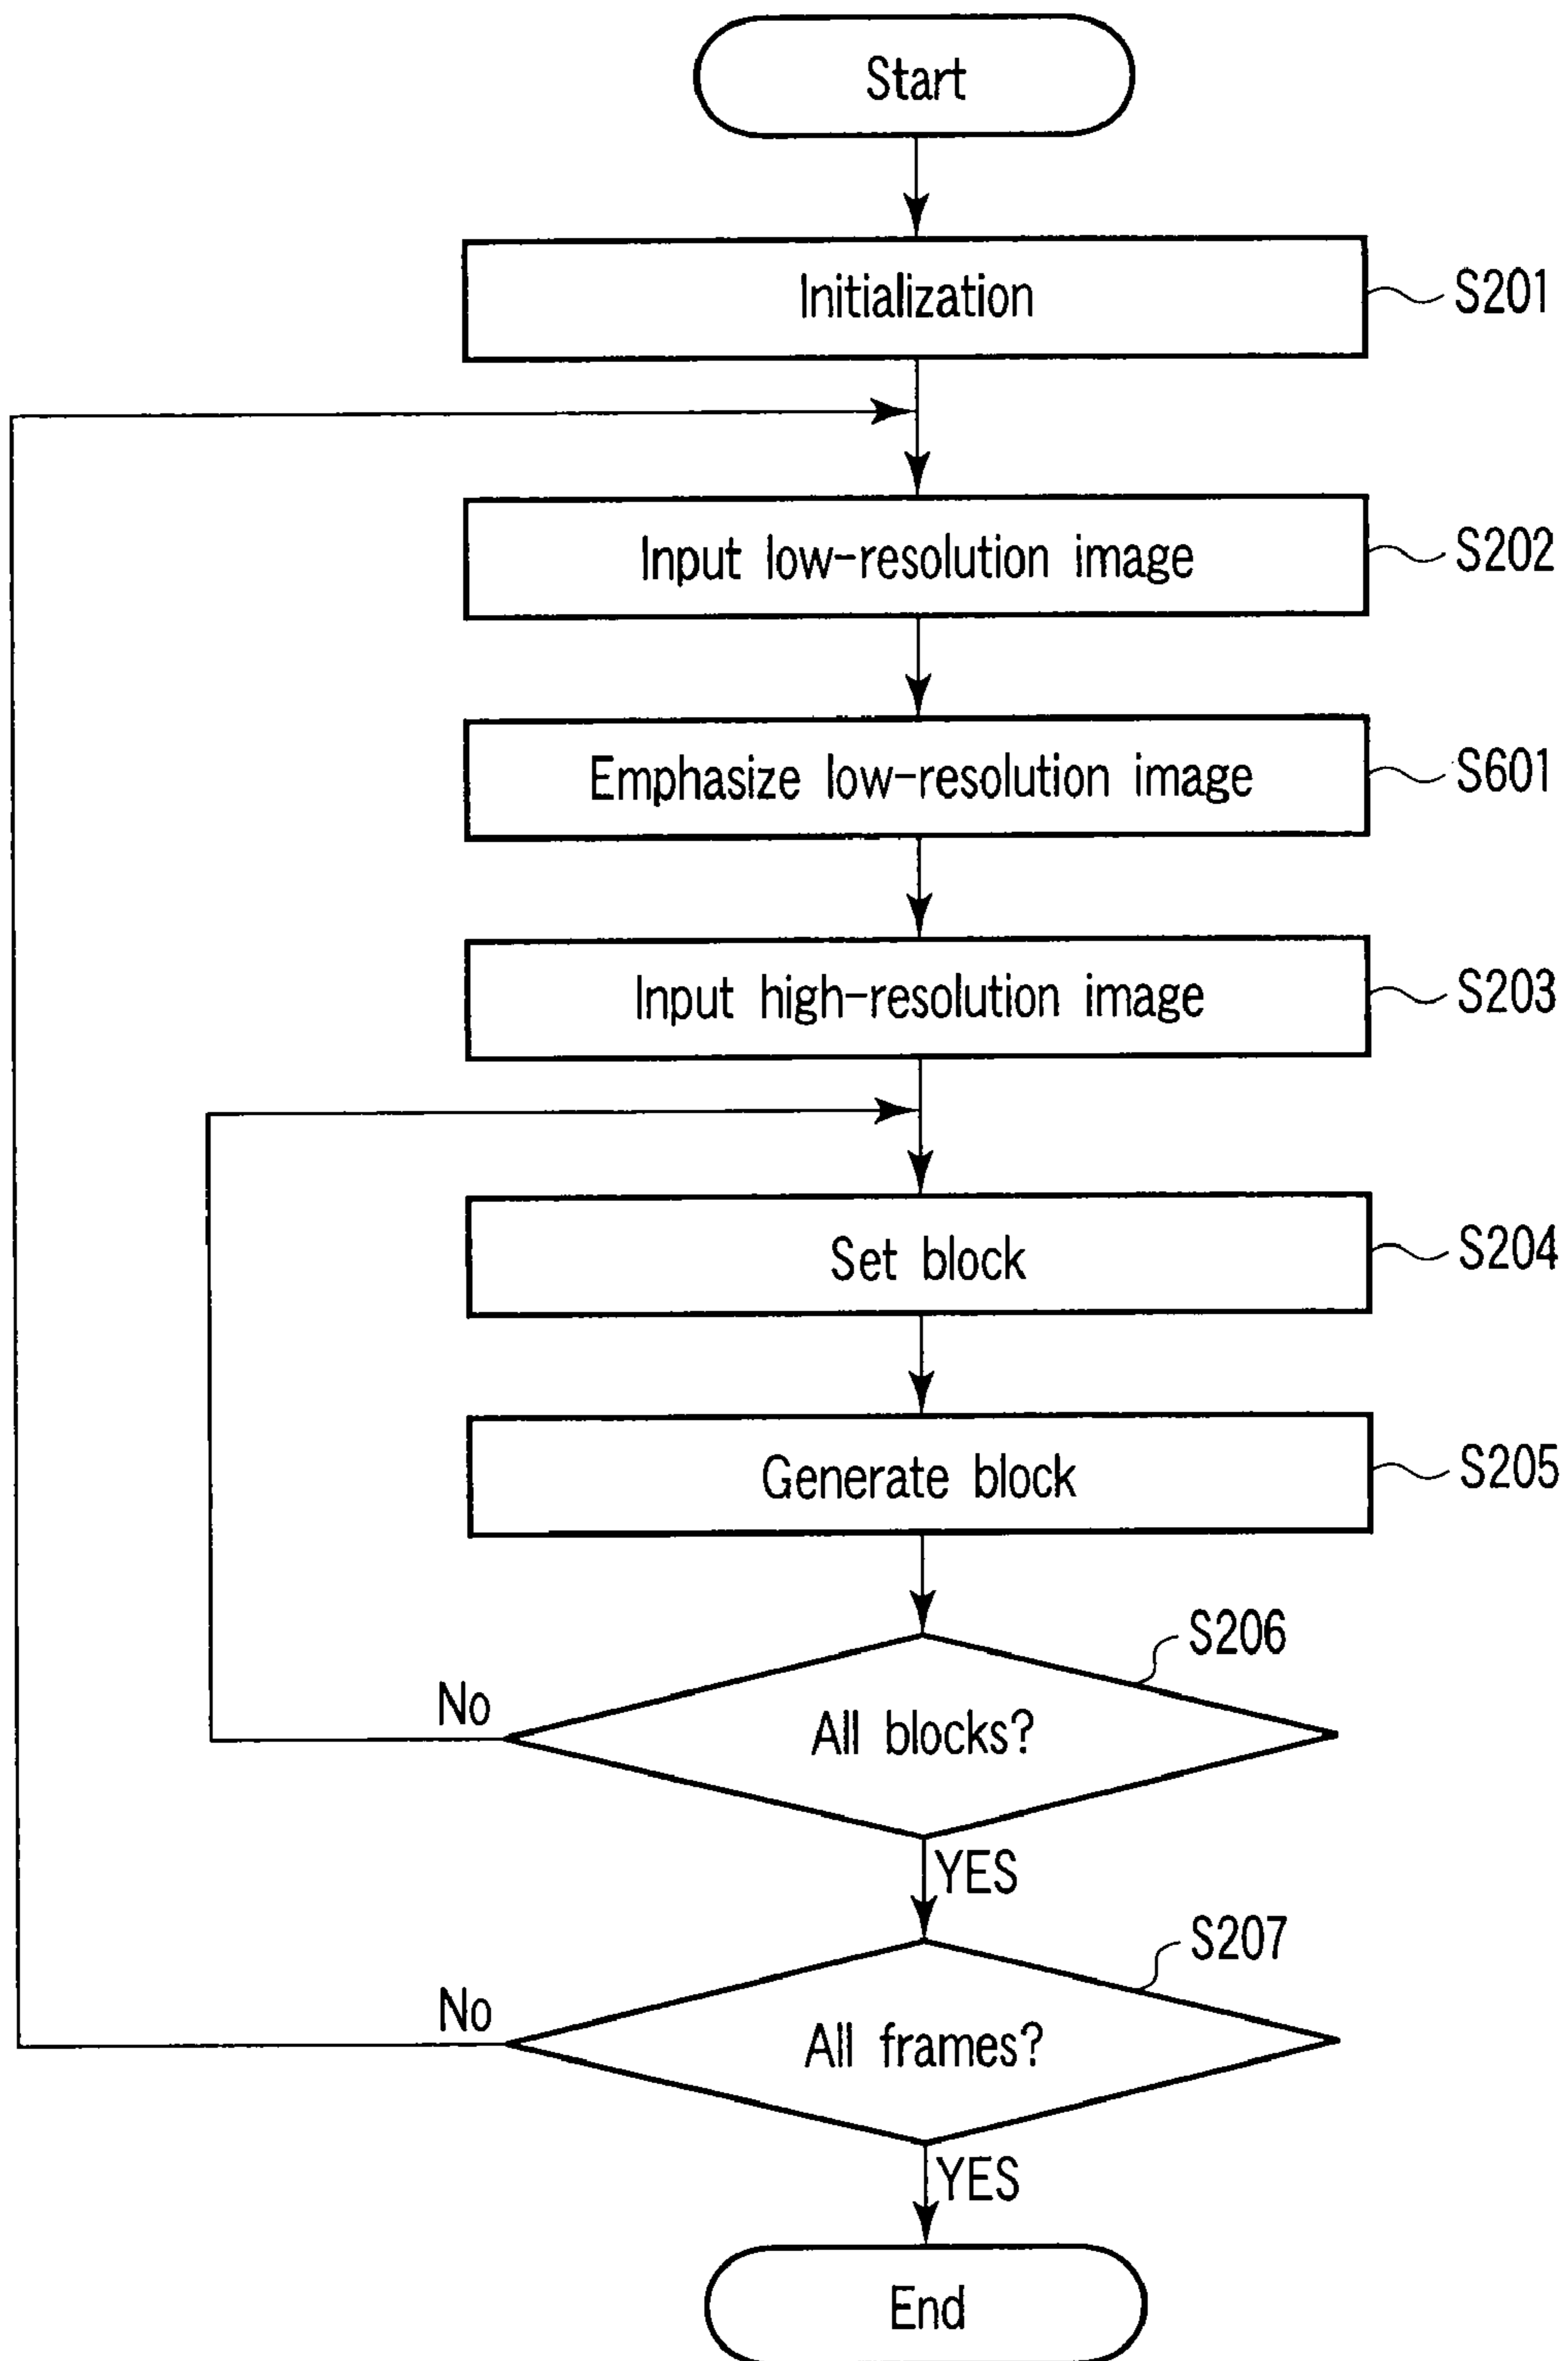 Start
Initialization
S201
Input low-resolution image
S202
Emphasize low-resolution image
S601
Input high-resolution image
S203
Set block
S204
Generate block
S205
S206
No
All blocks?
YES
S207
No
All frames?
YES
End